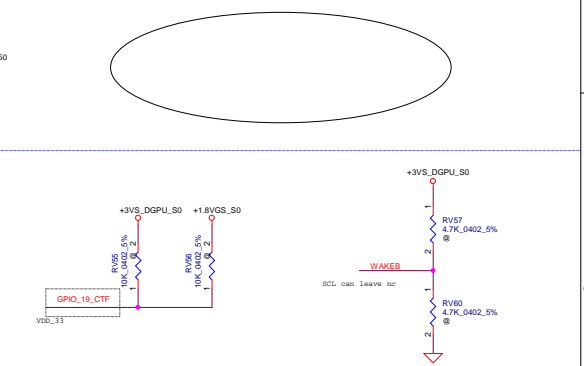 50
+3VS_DGPU_S0
+3VS_DGPU_S0 +1.8VGS_S0
1
RV57
4.7K_0402_5%
@
2
RV55
10K_0402_5%
@
2
1
RV56
10K_0402_5%
@
2
1
WAKEB
SCL can leave nc
GPIO_19_CTF
VDD_33
1
RV60
4.7K_0402_5%
@
2